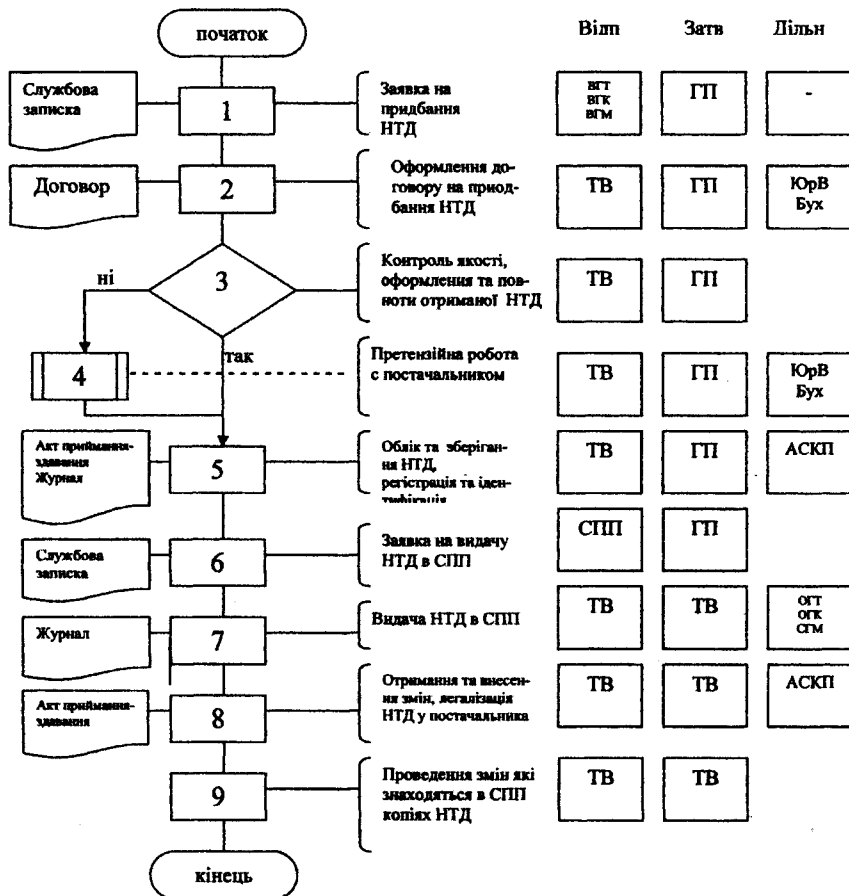 початок
Відп Затв Дільн
Службова
записка
1
Заявка на
придбання
НТД
ВГТ
ВГК
ВГМ
ГП
-
Договор
2
Оформлення до-
говору на приод-
бання НТД
ТВ
ГП
ЮрВ
Бух
ні
3
Контроль якості,
оформлення та пов-
ноти отриманої НТД
ТВ
ГП
так
4
Претензійна робота
с постачальником
ТВ
ГП
ЮрВ
Бух
Акт приймання-
здавання
Журнал
5
Облік та зберіган-
ня НТД,
регістрація та іден-
тифікація
ТВ
ГП
АСКП
Службова
записка
6
Заявка на видачу
НТД в СПП
СПП
ГП
Журнал
7
Видача НТД в СПП
ТВ
ТВ
ОГТ
ОГК
СГМ
Акт приймання-
здавання
8
Отримання та внесен-
ня змін, легалізація
НТД у постачальника
ТВ
ТВ
АСКП
9
Проведення змін які
знаходяться в СПП
копіях НТД
ТВ
ТВ
кінець